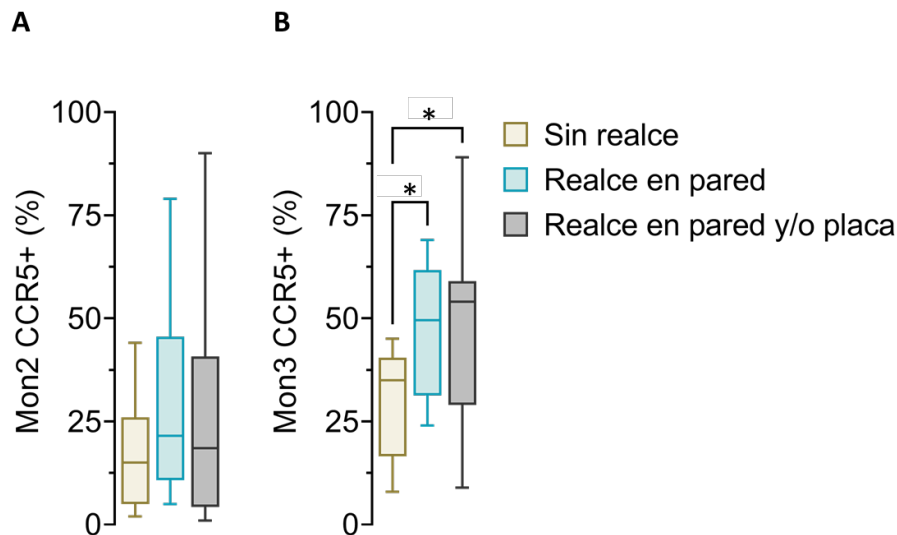 A
B
100
75
50
25
0
Mon2 CCR5+ (%)
100
75
50
25
0
Mon3 CCR5+ (%)
*
*
Sin realce
Realce en pared
Realce en pared y/o placa